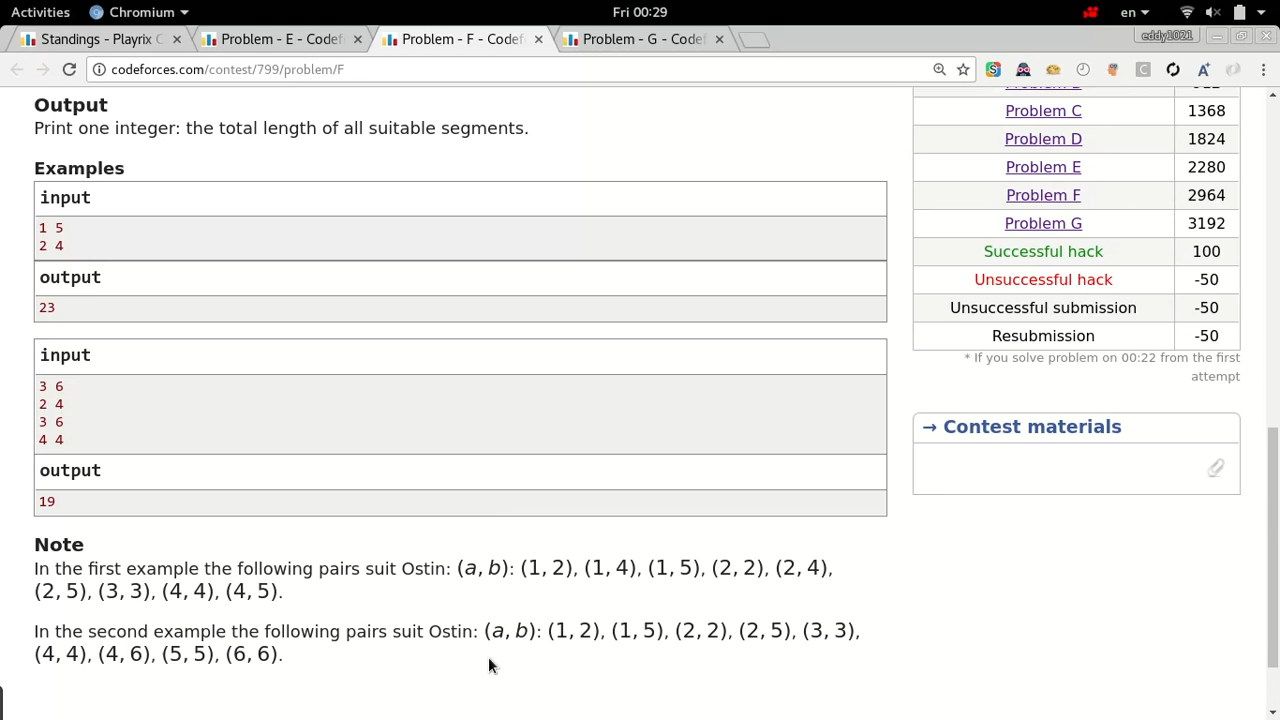 Activities Chromium Fri 00:29 en
Standings - Playrix C Problem - E - Codef Problem - F - Codef Problem - G - Codef eddy1021
codeforces.com/contest/799/problem/F
Output
Print one integer: the total length of all suitable segments.
Examples
input
1 5
2 4
output
23
input
3 6
2 4
3 6
4 4
output
19
Note
In the first example the following pairs suit Ostin: (a, b): (1, 2), (1, 4), (1, 5), (2, 2), (2, 4),
(2, 5), (3, 3), (4, 4), (4, 5).
In the second example the following pairs suit Ostin: (a, b): (1, 2), (1, 5), (2, 2), (2, 5), (3, 3),
(4, 4), (4, 6), (5, 5), (6, 6).
Problem C 1368
Problem D 1824
Problem E 2280
Problem F 2964
Problem G 3192
Successful hack 100
Unsuccessful hack -50
Unsuccessful submission -50
Resubmission -50
* If you solve problem on 00:22 from the first
attempt
→ Contest materials